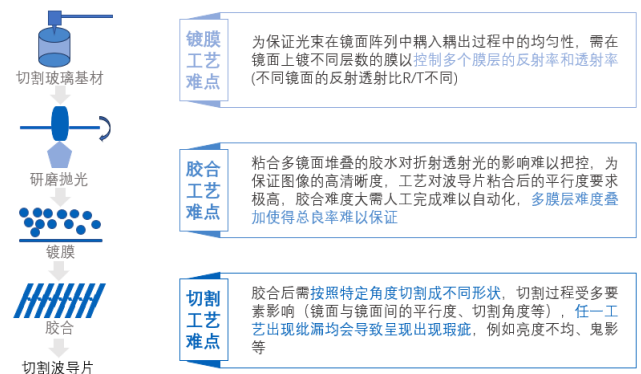 切割玻璃基材
研磨抛光
镀膜
胶合
切割波导片
镀膜
工艺
难点
为保证光束在镜面阵列中耦入耦出过程中的均匀性，需在
镜面上镀不同层数的膜以控制多个膜层的反射率和透射率
(不同镜面的反射透射比R/T不同)
胶合
工艺
难点
粘合多镜面堆叠的胶水对折射透射光的影响难以把控，为
保证图像的高清晰度，工艺对波导片粘合后的平行度要求
极高，胶合难度大需人工完成难以自动化，多膜层难度叠
加使得总良率难以保证
切割
工艺
难点
胶合后需按照特定角度切割成不同形状，切割过程受多要
素影响（镜面与镜面间的平行度、切割角度等），任一工
艺出现纰漏均会导致呈现出现瑕疵，例如亮度不均、鬼影
等